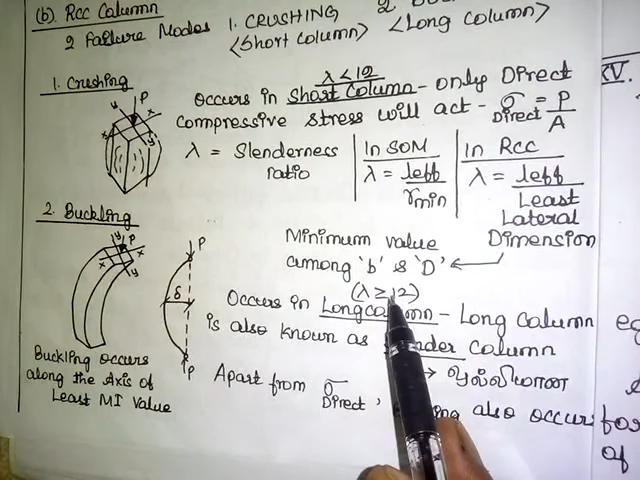 (b). RCC Column
2 Failure Modes
1. CRUSHING
<Short Column>
2
<Long Column>
XV.
1. Crushing
P
x
y
x
y
λ<12
Occurs in Short Column - only Direct
compressive stress will act - σ Direct = P/A
λ = Slenderness ratio
In SOM
λ = leff / rmin
In RCC
λ = leff / Least Lateral Dimension
2. Buckling
P
x
y
x
y
P
δ
P
Minimum value
among 'b' & 'D'
(λ ≥ 12)
Occurs in Long column - Long column
is also known as Column
Buckling occurs
along the Axis of
Least MI Value
Apart from σ Direct, also occurs
for
of